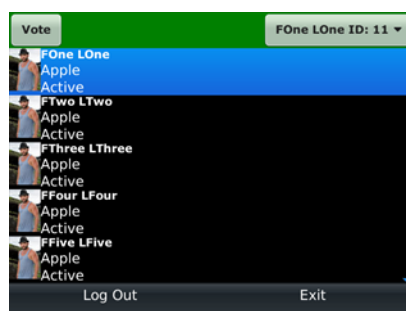 Vote
FOne LOne ID: 11
FOne LOne
Apple
Active
FTwo LTwo
Apple
Active
FThree LThree
Apple
Active
FFour LFour
Apple
Active
FFive LFive
Apple
Active
Log Out
Exit